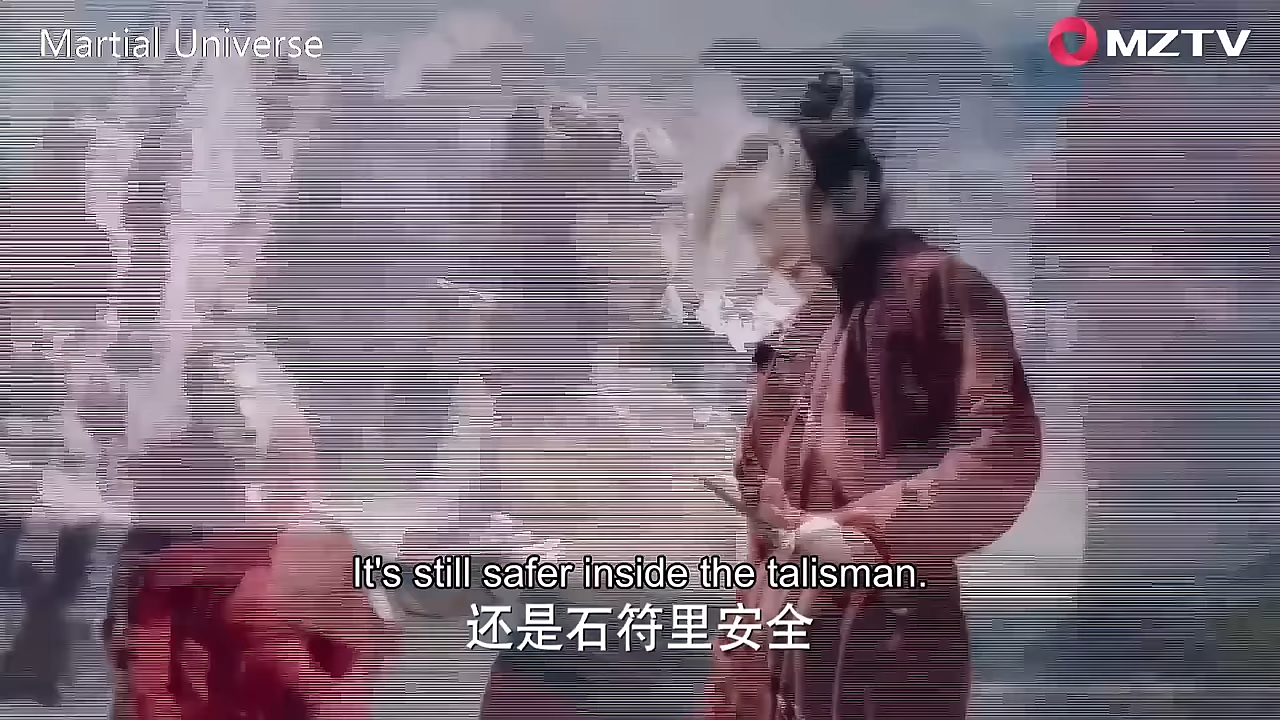 Martial Universe
MZTV
It's still safer inside the talisman.
还是石符里安全